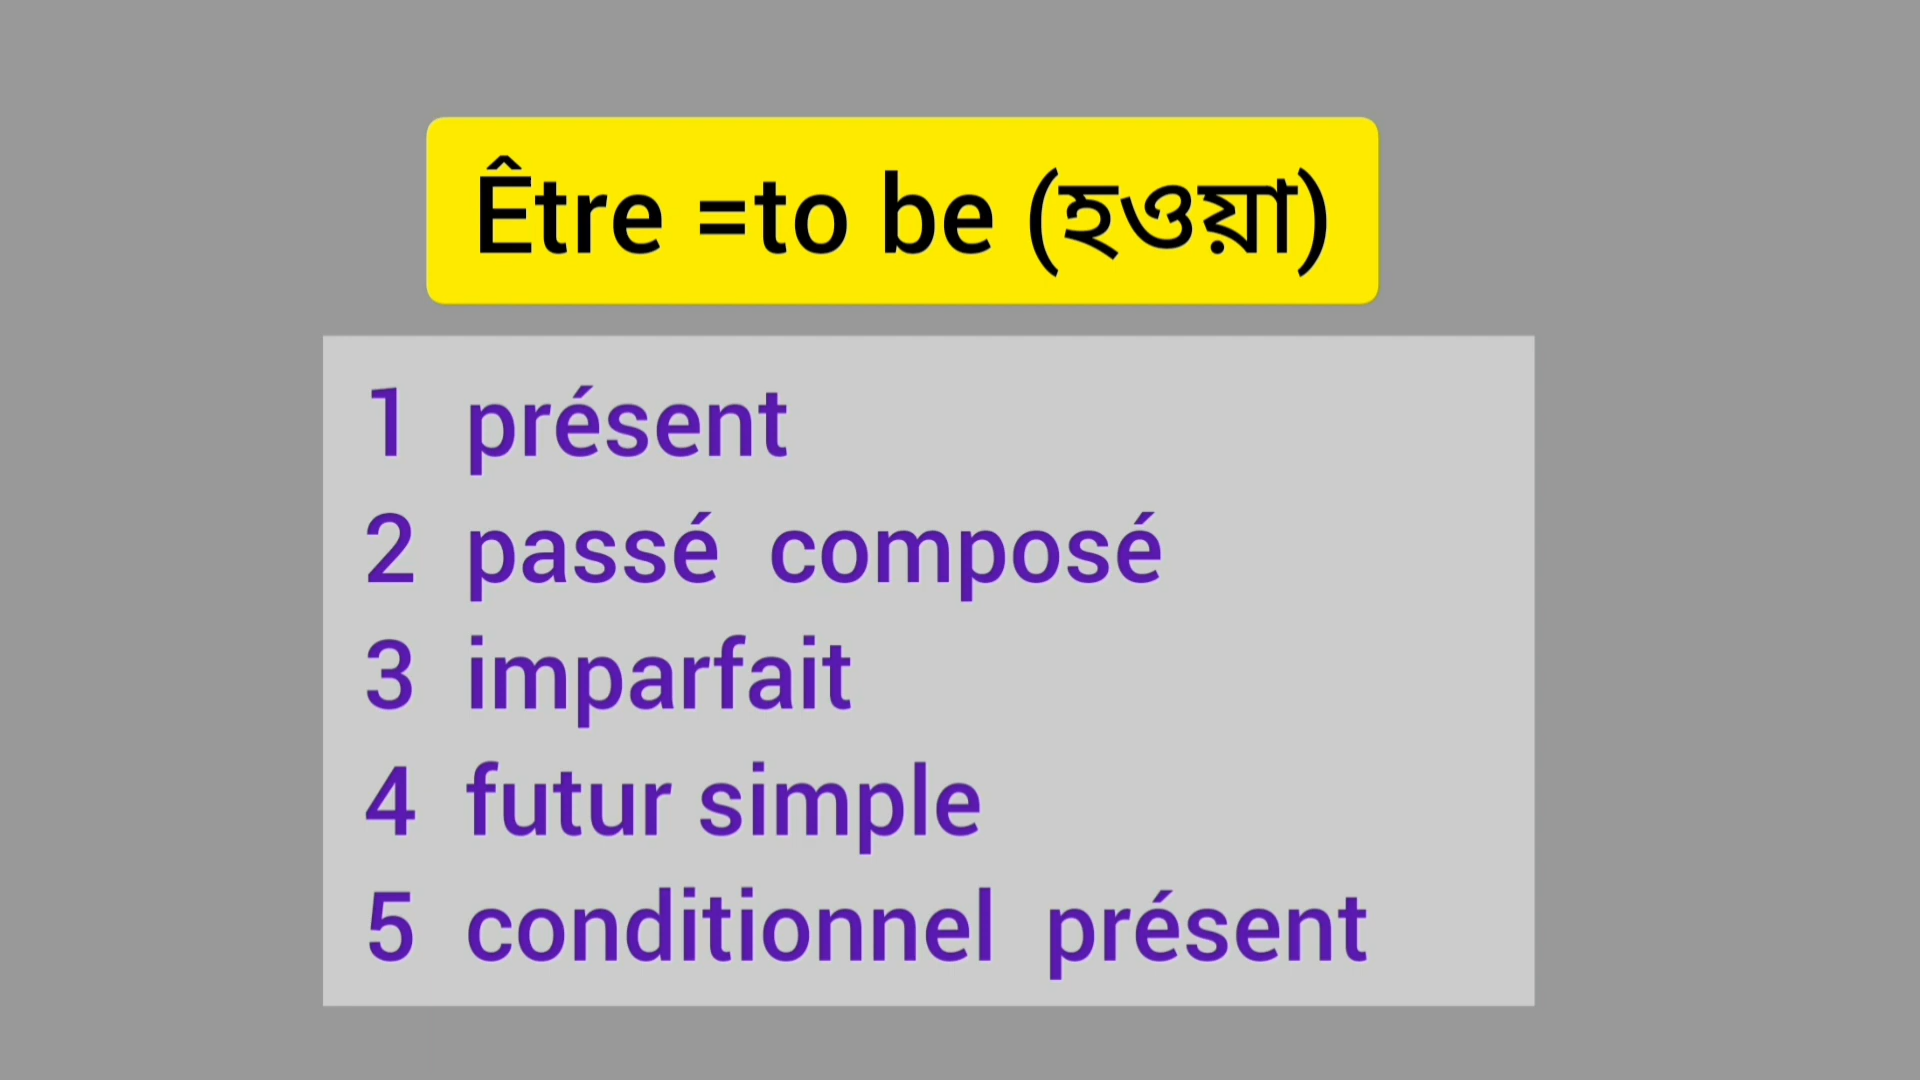 Être =to be (হওয়া)
1 présent
2 passé composé
3 imparfait
4 futur simple
5 conditionnel présent